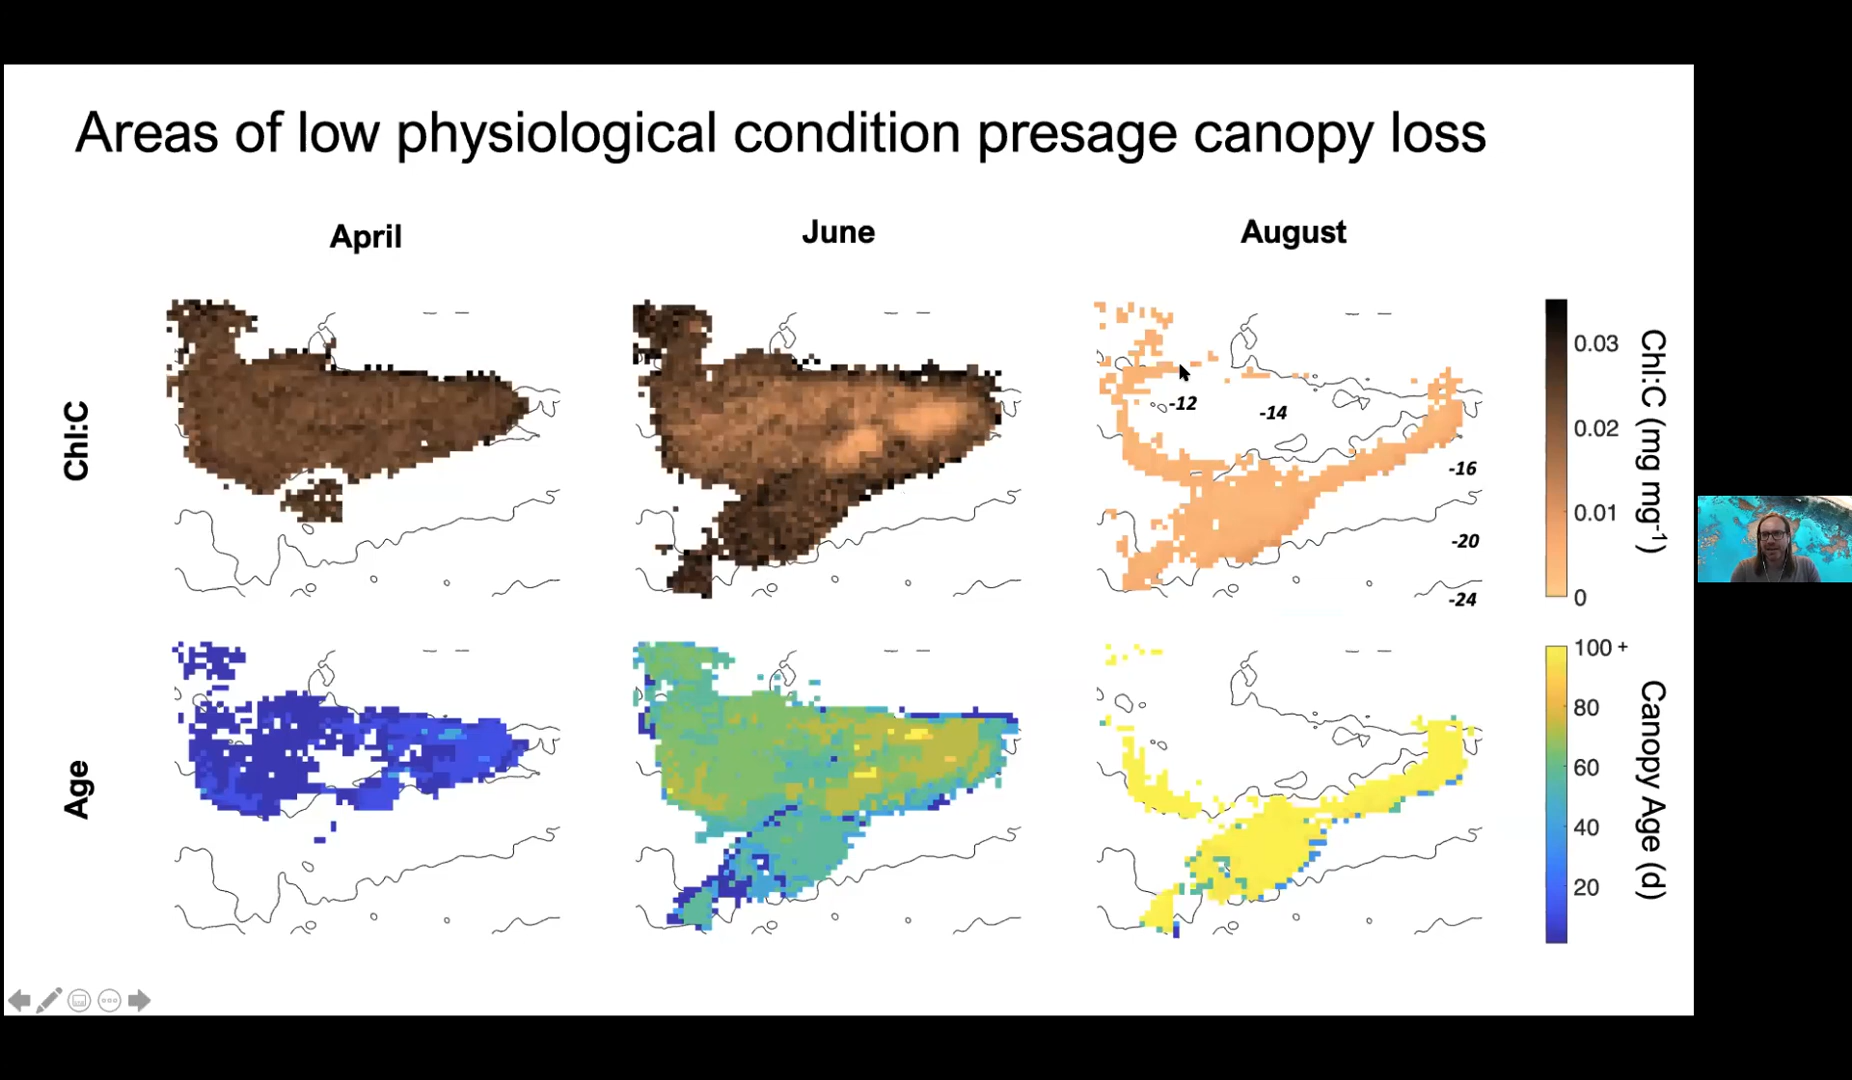 Areas of low physiological condition presage canopy loss
April
June
August
Chl:C
-12
-14
-16
-20
-24
0.03
0.02
0.01
0
Chl:C (mg mg-1)
Age
100 +
80
60
40
20
Canopy Age (d)